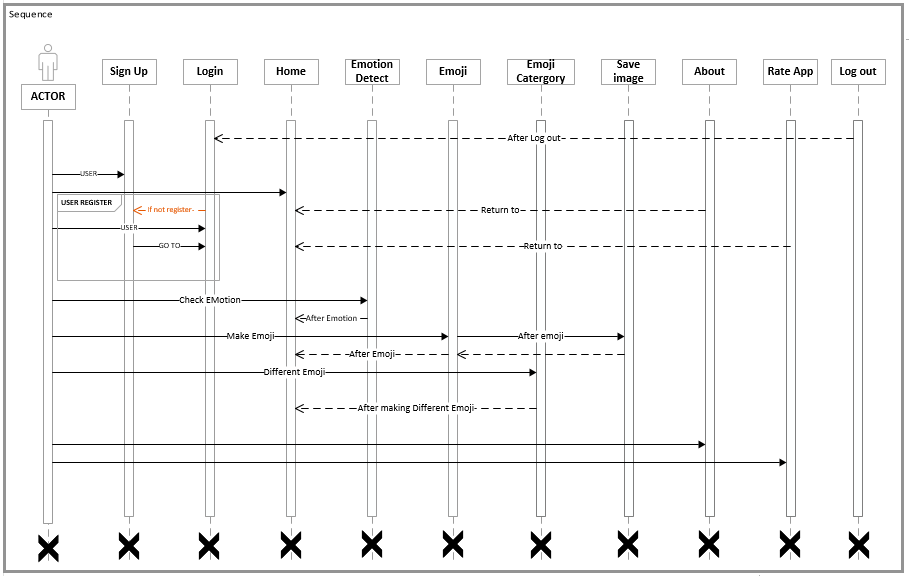 Sequence
ACTOR
Sign Up
Login
Home
Emotion
Detect
Emoji
Emoji
Catergory
Save
image
About
Rate App
Log out
After Log out
USER
USER REGISTER
If not register
Return to
USER
GO TO
Return to
Check EMotion
After Emotion
Make Emoji
After emoji
After Emoji
Different Emoji
After making Different Emoji